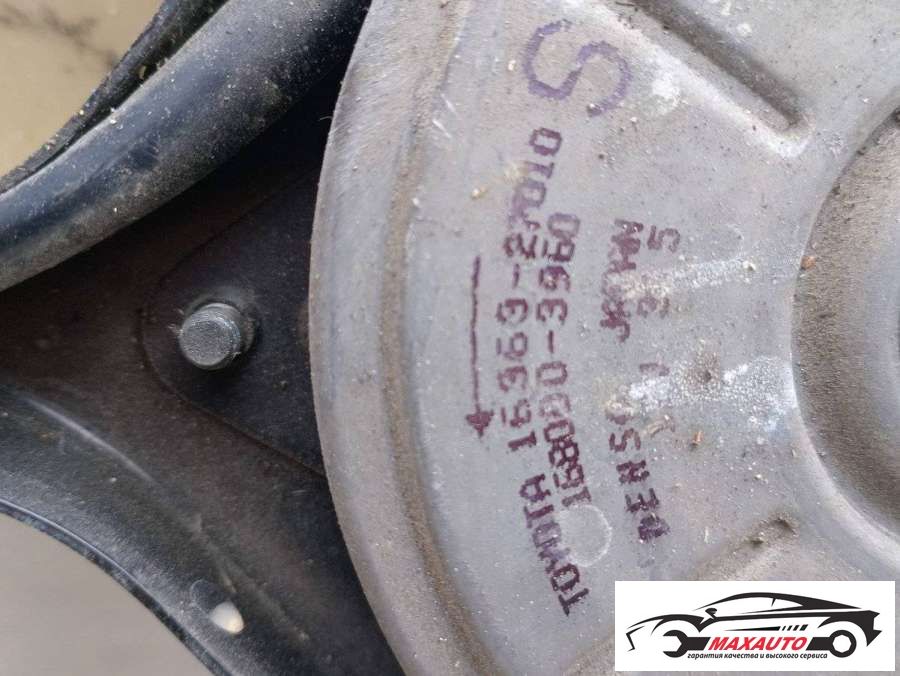 S
TOYOTA 16363-27010
168000-3960
DENSO JAPAN
MAXAUTO
гарантия качества и высокого сервиса